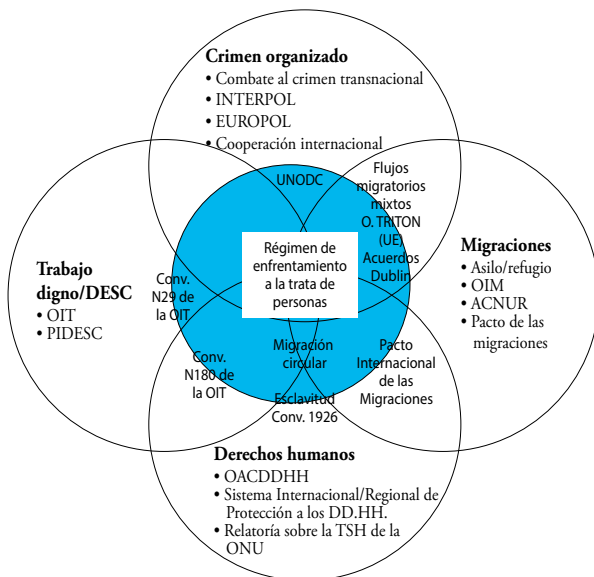 Crimen organizado
• Combate al crimen transnacional
• INTERPOL
• EUROPOL
• Cooperación internacional
UNODC
Flujos
migratorios
mixtos
O. TRITON
(UE)
Acuerdos
Dublin
Régimen de
enfrentamiento
a la trata de
personas
Trabajo
digno/DESC
• OIT
• PIDESC
Conv.
N29 de
la OIT
Migraciones
• Asilo/refugio
• OIM
• ACNUR
• Pacto de las
migraciones
Conv.
N180 de
la OIT
Migración
circular
Pacto
Internacional
de las
Migraciones
Esclavitud
Conv. 1926
Derechos humanos
• OACDDHH
• Sistema Internacional/Regional de
Protección a los DD.HH.
• Relatoría sobre la TSH de la
ONU